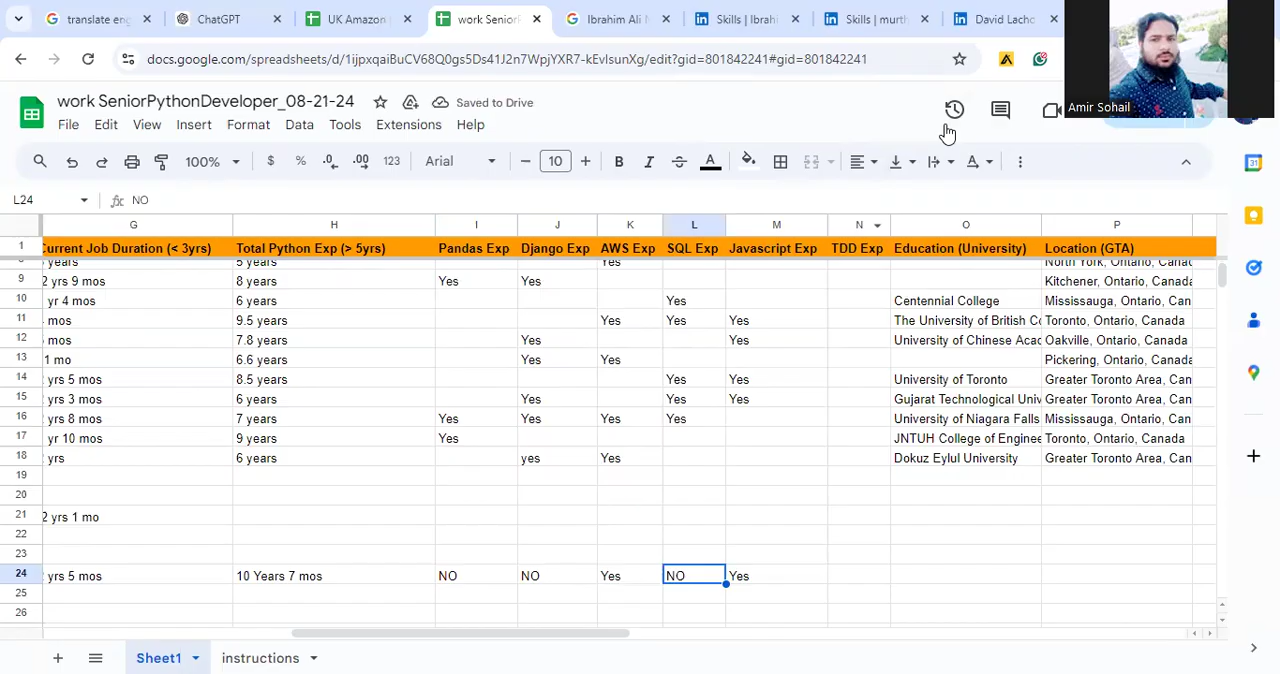 translate eng
ChatGPT
UK Amazon
work SeniorP
Ibrahim Ali M
Skills | Ibrahi
Skills | murth
David Lacho
docs.google.com/spreadsheets/d/1ijpxqaiBuCV68Q0gs5Ds41J2n7WpjYXR7-kEvIsunXg/edit?gid=801842241#gid=801842241
Amir Sohail
work SeniorPythonDeveloper_08-21-24
Saved to Drive
File Edit View Insert Format Data Tools Extensions Help
100% $ % .0 .00 123 Arial 10 B I S A
L24 fx NO
G H I J K L M N O P
1 Current Job Duration (< 3yrs) Total Python Exp (> 5yrs) Pandas Exp Django Exp AWS Exp SQL Exp Javascript Exp TDD Exp Education (University) Location (GTA)
8 years 5 years Yes North York, Ontario, Canada
9 2 yrs 9 mos 8 years Yes Yes Kitchener, Ontario, Canada
10 yr 4 mos 6 years Yes Centennial College Mississauga, Ontario, Can
11 mos 9.5 years Yes Yes Yes The University of British Co Toronto, Ontario, Canada
12 mos 7.8 years Yes Yes University of Chinese Acad Oakville, Ontario, Canada
13 1 mo 6.6 years Yes Yes Pickering, Ontario, Canada
14 yrs 5 mos 8.5 years Yes Yes University of Toronto Greater Toronto Area, Can
15 yrs 3 mos 6 years Yes Yes Yes Gujarat Technological Univ Greater Toronto Area, Can
16 yrs 8 mos 7 years Yes Yes Yes Yes University of Niagara Falls Mississauga, Ontario, Can
17 yr 10 mos 9 years Yes JNTUH College of Enginee Toronto, Ontario, Canada
18 yrs 6 years yes Yes Dokuz Eylul University Greater Toronto Area, Can
19
20
21 2 yrs 1 mo
22
23
24 yrs 5 mos 10 Years 7 mos NO NO Yes NO Yes
25
26
Sheet1 instructions